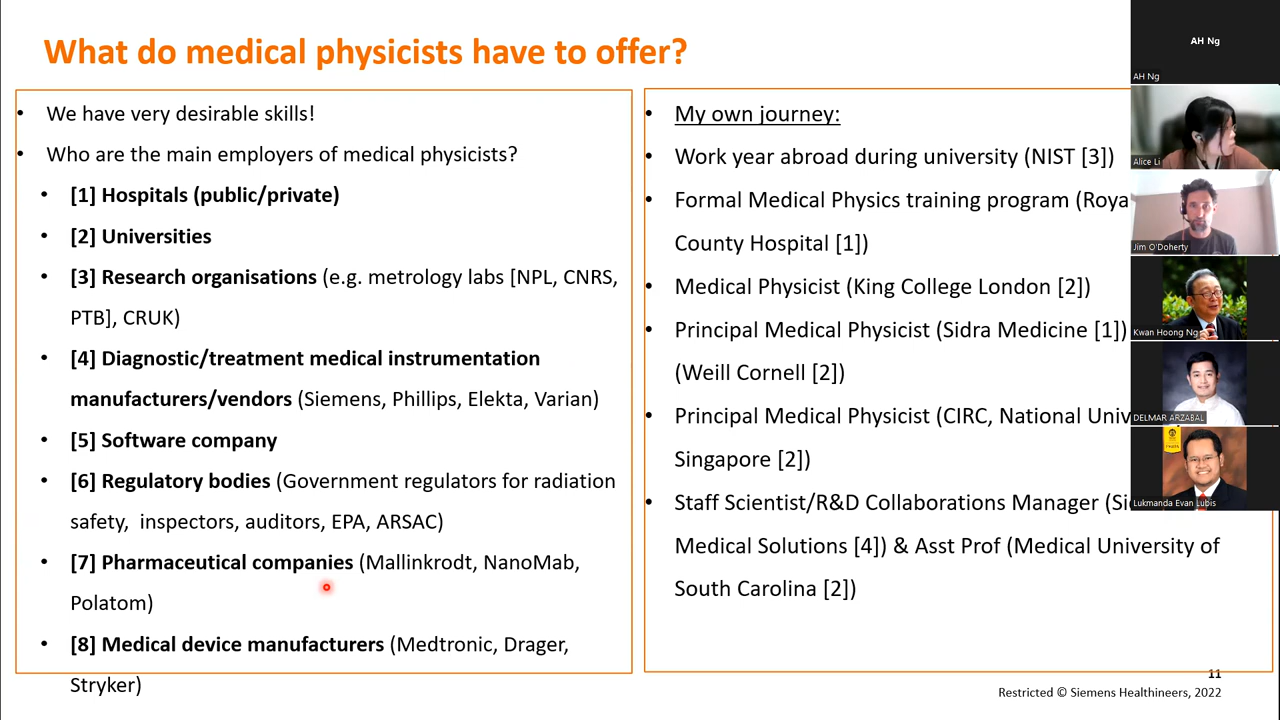 What do medical physicists have to offer?
• We have very desirable skills!
• Who are the main employers of medical physicists?
• [1] Hospitals (public/private)
• [2] Universities
• [3] Research organisations (e.g. metrology labs [NPL, CNRS,
PTB], CRUK)
• [4] Diagnostic/treatment medical instrumentation
manufacturers/vendors (Siemens, Phillips, Elekta, Varian)
• [5] Software company
• [6] Regulatory bodies (Government regulators for radiation
safety, inspectors, auditors, EPA, ARSAC)
• [7] Pharmaceutical companies (Mallinkrodt, NanoMab,
Polatom)
• [8] Medical device manufacturers (Medtronic, Drager,
Stryker)
• My own journey:
• Work year abroad during university (NIST [3])
• Formal Medical Physics training program (Roya
County Hospital [1])
• Medical Physicist (King College London [2])
• Principal Medical Physicist (Sidra Medicine [1])
(Weill Cornell [2])
• Principal Medical Physicist (CIRC, National Univ
Singapore [2])
• Staff Scientist/R&D Collaborations Manager (Si
Medical Solutions [4]) & Asst Prof (Medical University of
South Carolina [2])
11
Restricted © Siemens Healthineers, 2022
AH Ng
AH Ng
Alice Li
Jim O'Doherty
Kwan Hoong Ng
DELMAR ARZABAL
Lukmanda Evan Lubis